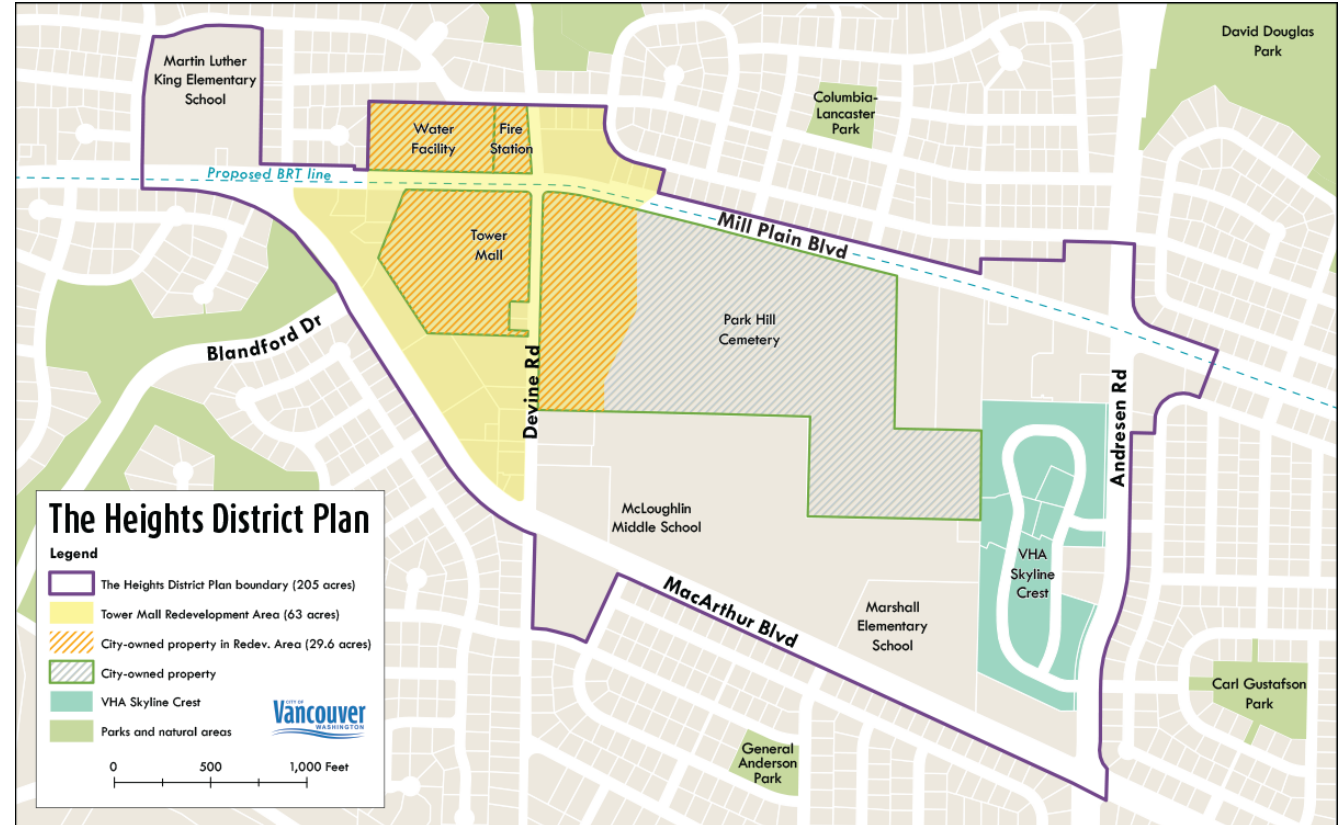 Martin Luther
King Elementary
School
David Douglas
Park
Columbia-
Lancaster
Park
Water
Facility
Fire
Station
Proposed BRT line
Mill Plain Blvd
Tower
Mall
Park Hill
Cemetery
Blandford Dr
Devine Rd
Andresen Rd
McLoughlin
Middle School
VHA
Skyline
Crest
MacArthur Blvd
Marshall
Elementary
School
Carl Gustafson
Park
General
Anderson
Park
The Heights District Plan
Legend
The Heights District Plan boundary (205 acres)
Tower Mall Redevelopment Area (63 acres)
City-owned property in Redev. Area (29.6 acres)
City-owned property
VHA Skyline Crest
Parks and natural areas
CITY OF
Vancouver
WASHINGTON
0 500 1,000 Feet